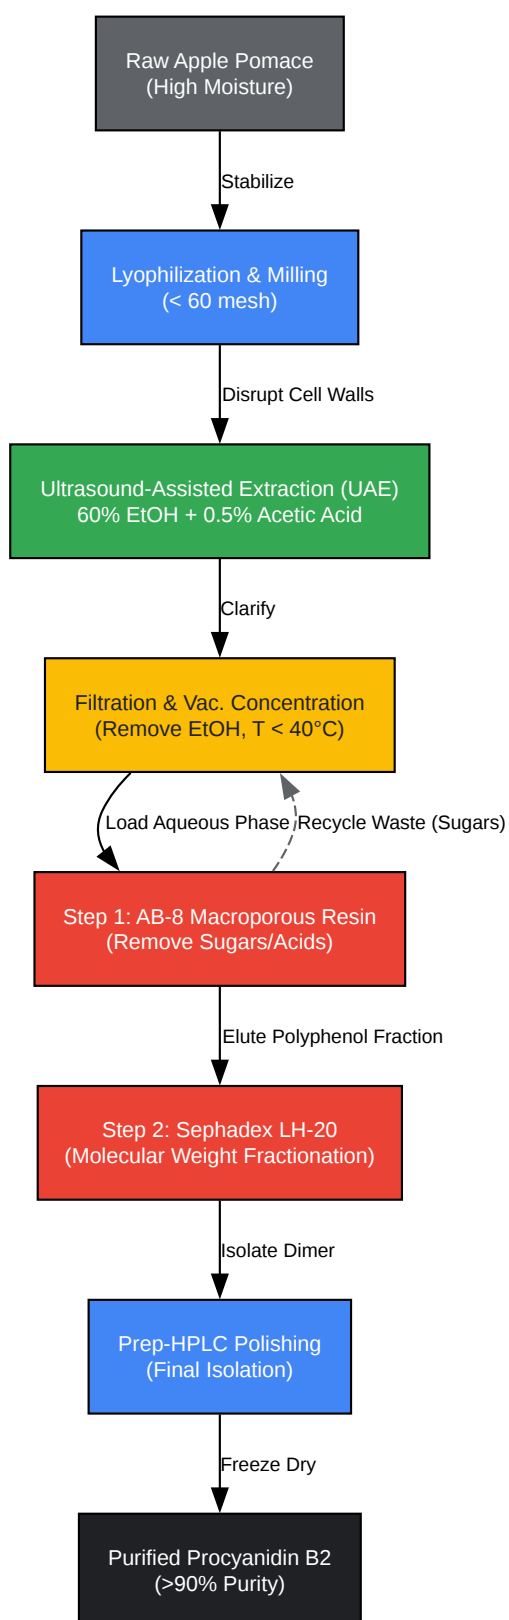 Raw Apple Pomace
(High Moisture)
Stabilize
Lyophilization & Milling
(< 60 mesh)
Disrupt Cell Walls
Ultrasound-Assisted Extraction (UAE)
60% EtOH + 0.5% Acetic Acid
Clarify
Filtration & Vac. Concentration
(Remove EtOH, T < 40°C)
Load Aqueous Phase
Recycle Waste (Sugars)
Step 1: AB-8 Macroporous Resin
(Remove Sugars/Acids)
Elute Polyphenol Fraction
Step 2: Sephadex LH-20
(Molecular Weight Fractionation)
Isolate Dimer
Prep-HPLC Polishing
(Final Isolation)
Freeze Dry
Purified Procyanidin B2
(>90% Purity)